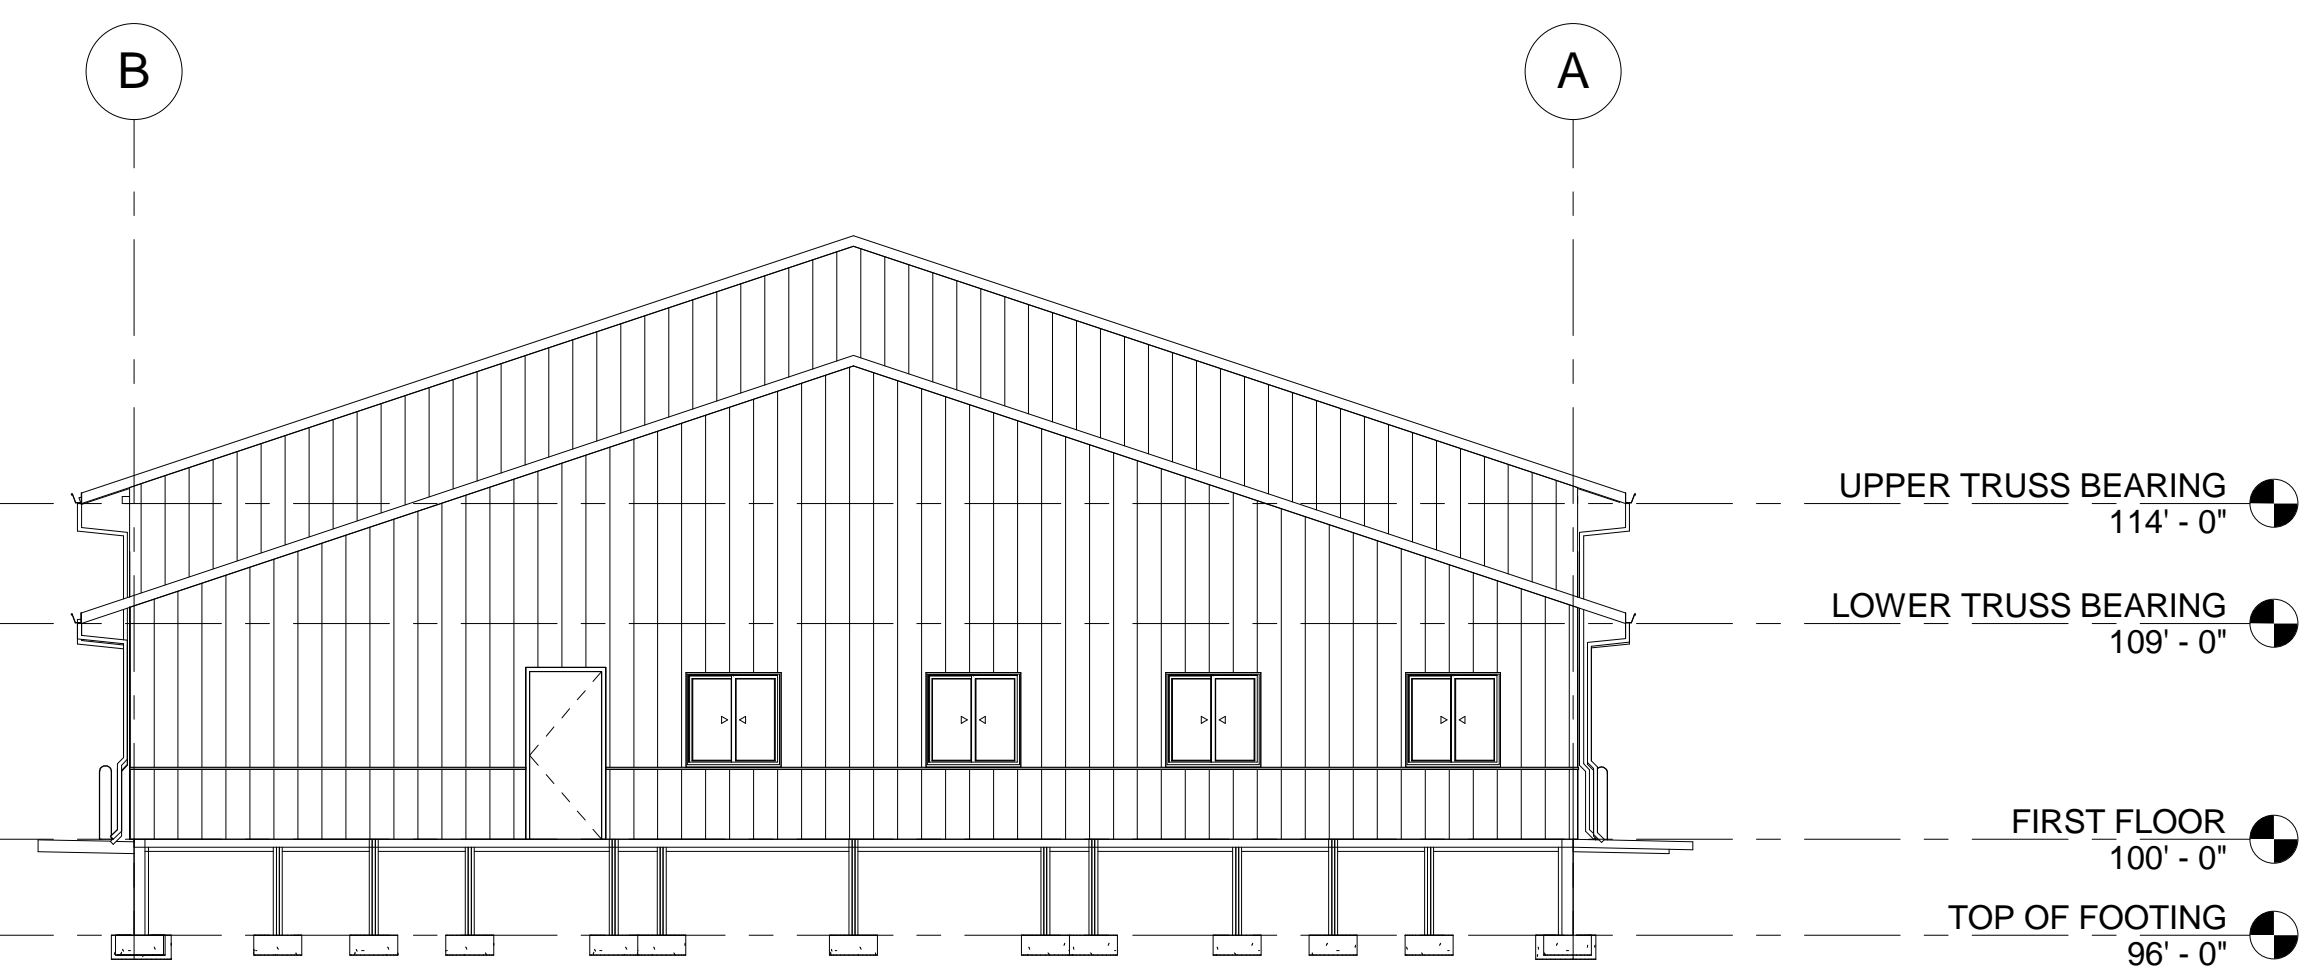 B
A
UPPER TRUSS BEARING
114' - 0"
LOWER TRUSS BEARING
109' - 0"
FIRST FLOOR
100' - 0"
TOP OF FOOTING
96' - 0"